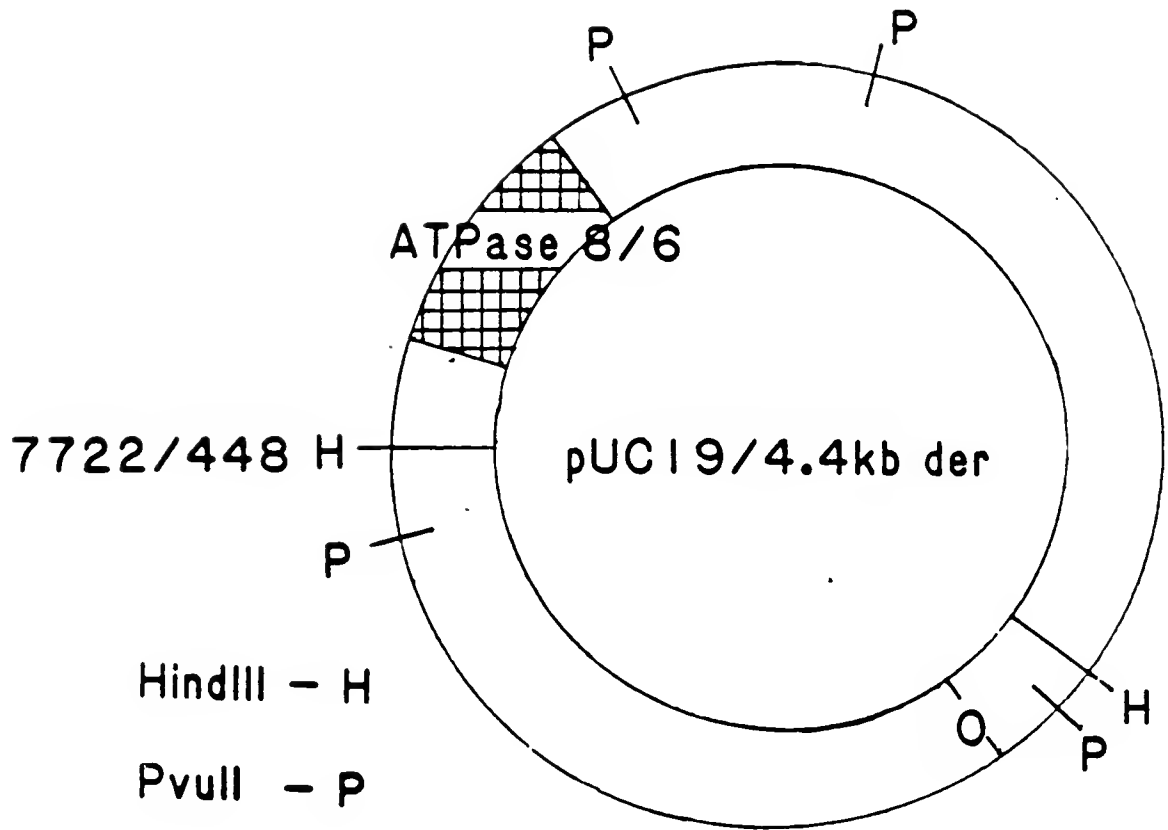 P
P
ATPase 8/6
7722/448 H
pUC19/4.4kb der
P
HindIII - H
H
O
P
PvuII - P